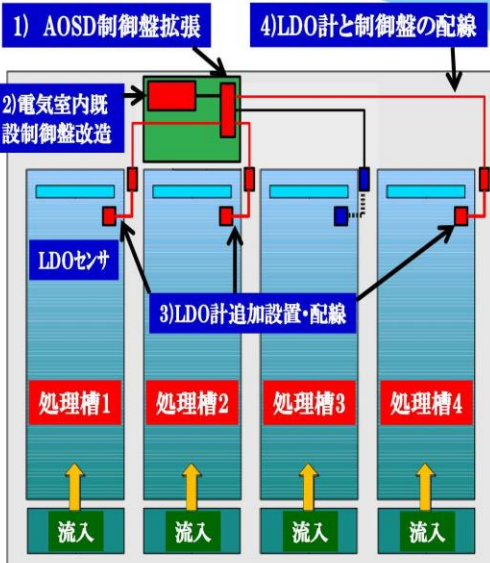 1) AOSD制御盤拡張
4)LDO計と制御盤の配線
2)電気室内既
設制御盤改造
LDOセンサ
3)LDO計追加設置・配線
処理槽1
処理槽2
処理槽3
処理槽4
流入
流入
流入
流入